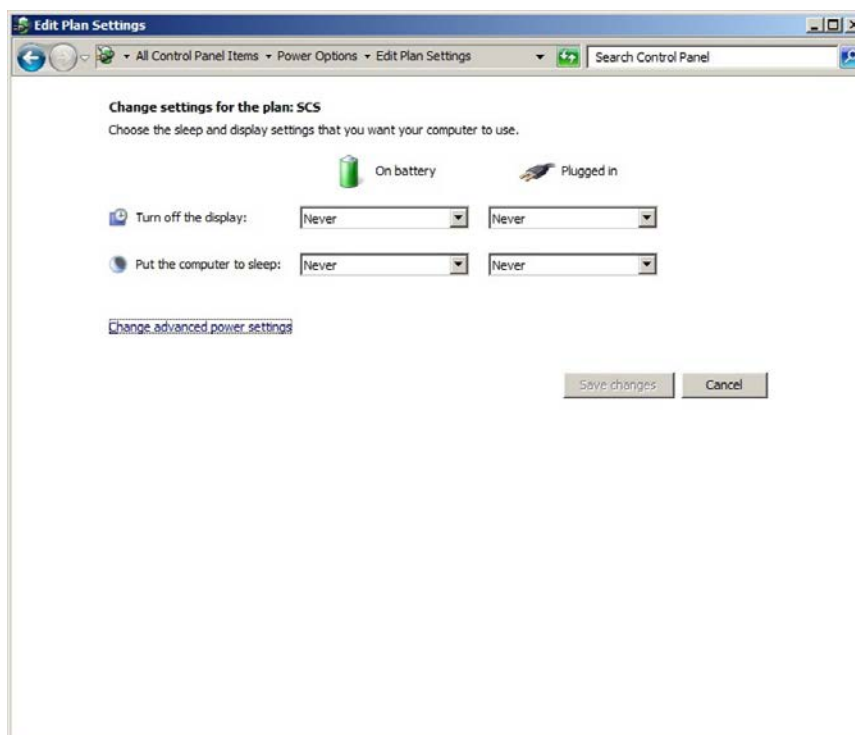 Edit Plan Settings
All Control Panel Items Power Options Edit Plan Settings Search Control Panel
Change settings for the plan: SCS
Choose the sleep and display settings that you want your computer to use.
On battery Plugged in
Turn off the display: Never Never
Put the computer to sleep: Never Never
Change advanced power settings
Save changes Cancel